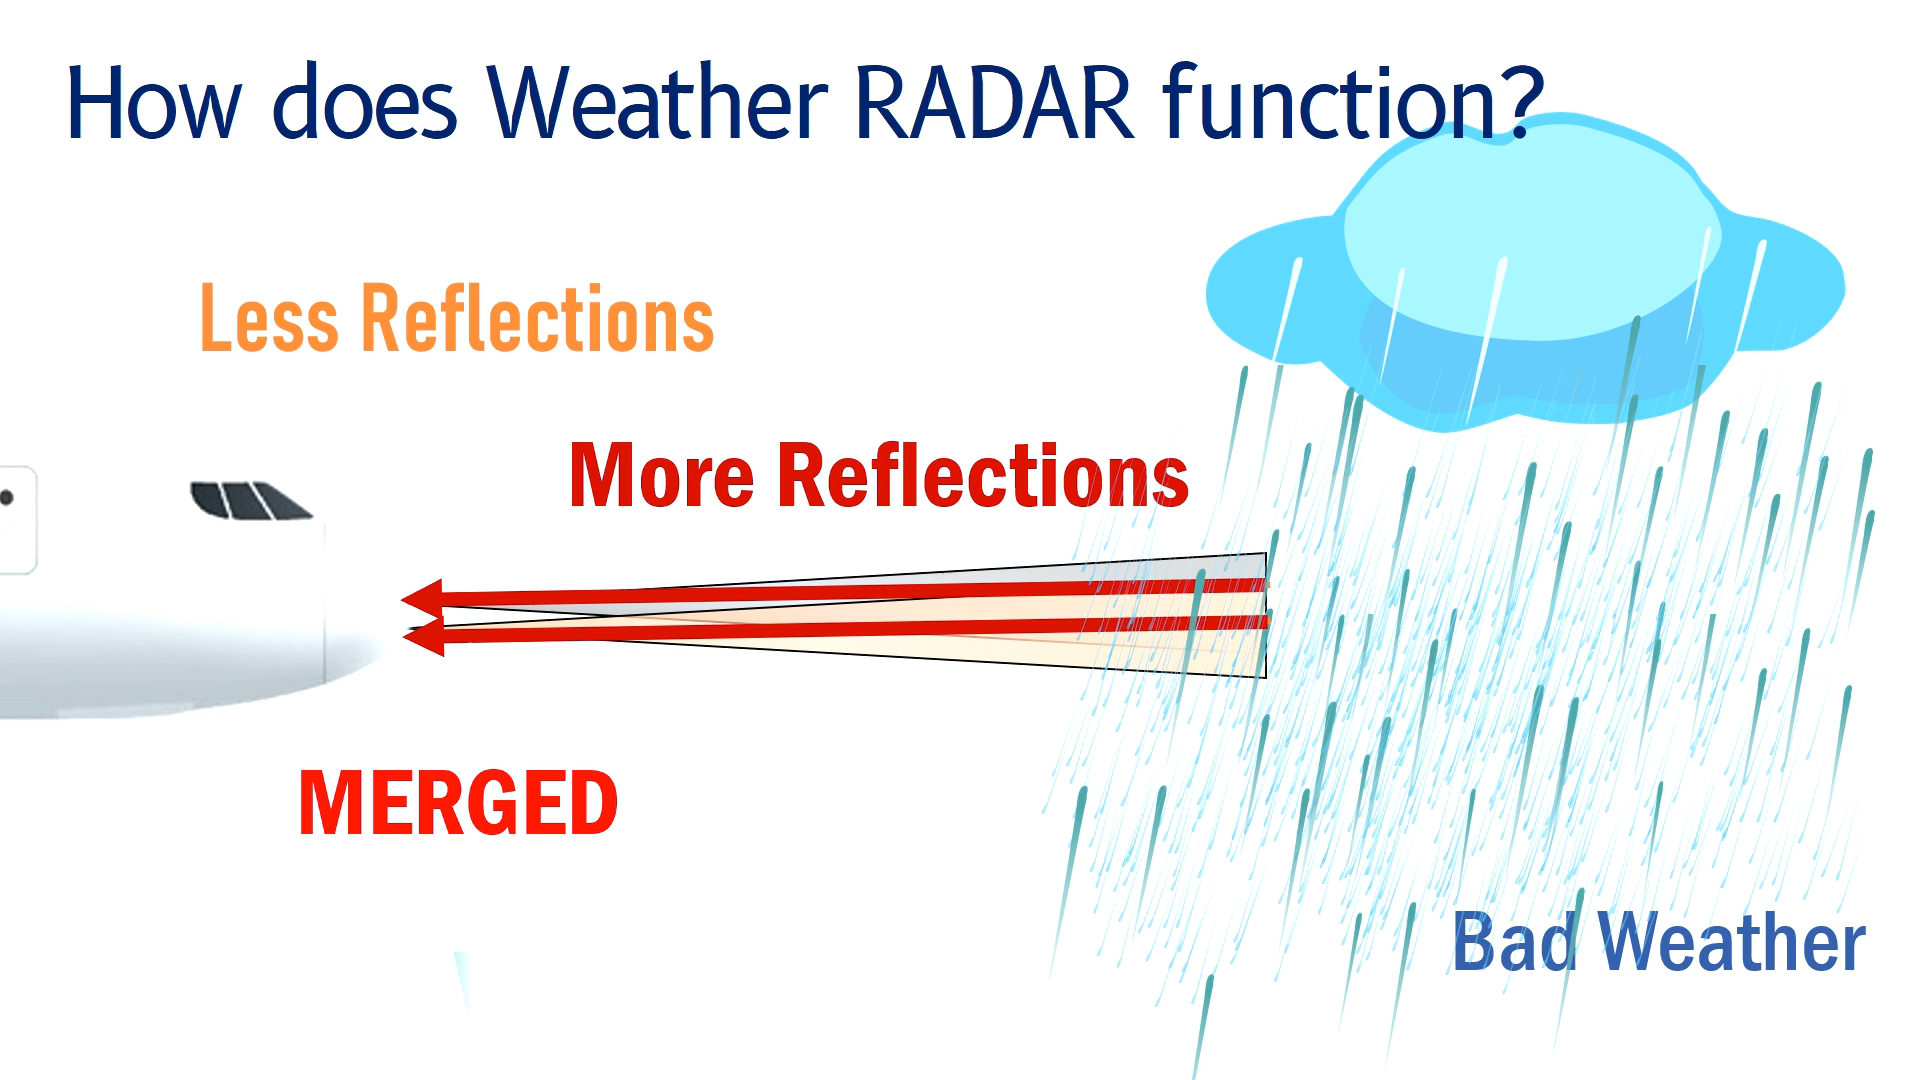 How does Weather RADAR function?
Less Reflections
More Reflections
MERGED
Bad Weather